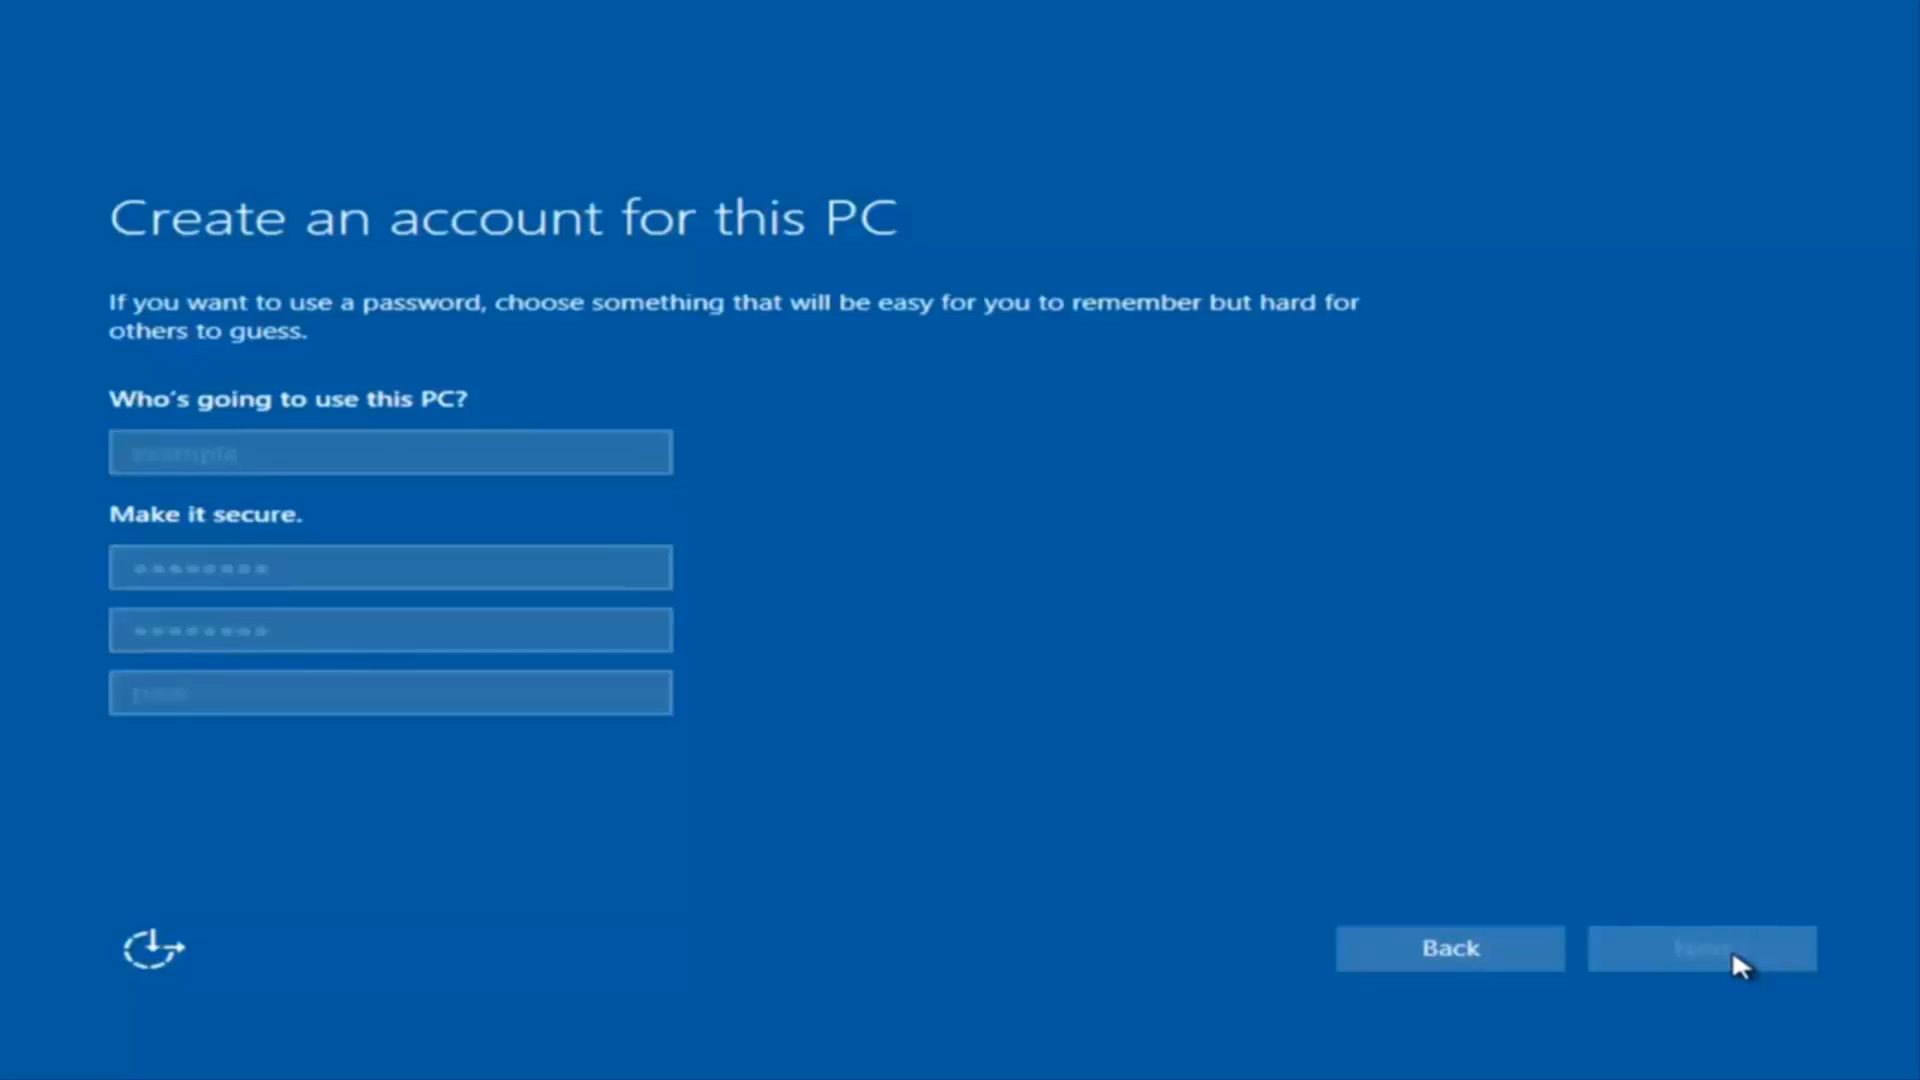 Create an account for this PC
If you want to use a password, choose something that will be easy for you to remember but hard for
others to guess.
Who's going to use this PC?
example
Make it secure.
Back
Next